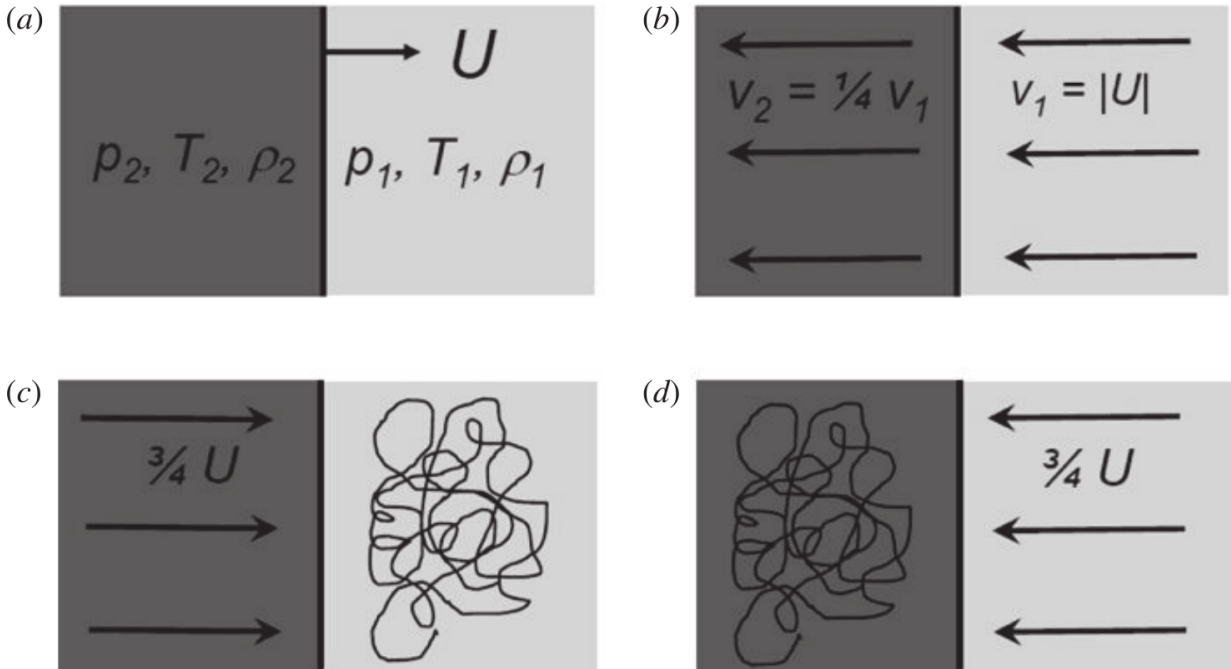 (a)
U
p₂, T₂, ρ₂
p₁, T₁, ρ₁
(b)
v₂ = ¼ v₁
v₁ = |U|
(c)
¾ U
(d)
¾ U